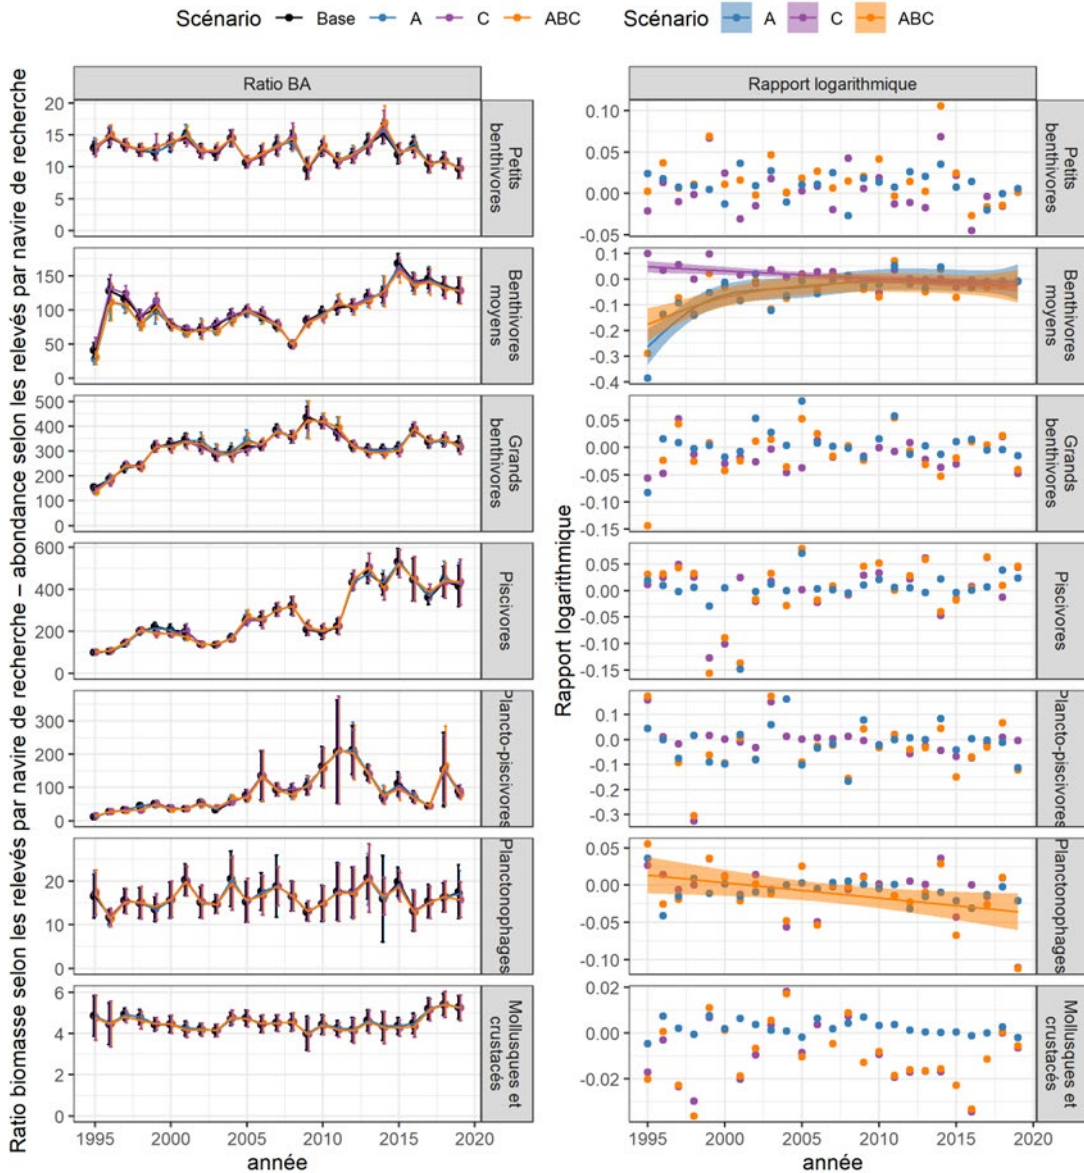 Scénario Base A C ABC Scénario A C ABC
Ratio biomasse selon les relevés par navire de recherche – abondance selon les relevés par navire de recherche
Ratio BA
20
15
10
5
0
Petits
benthivores
150
100
50
0
Benthivores
moyens
500
400
300
200
100
0
Grands
benthivores
600
400
200
0
Piscivores
300
200
100
0
Plancto-piscivores
20
10
0
Planctonophages
6
4
2
0
Mollusques et
crustacés
1995 2000 2005 2010 2015 2020
année
Rapport logarithmique
Rapport logarithmique
0.10
0.05
0.00
-0.05
Petits
benthivores
0.1
0.0
-0.1
-0.2
-0.3
-0.4
Benthivores
moyens
0.05
0.00
-0.05
-0.10
-0.15
Grands
benthivores
0.05
0.00
-0.05
-0.10
-0.15
Piscivores
0.1
0.0
-0.1
-0.2
-0.3
Plancto-piscivores
0.05
0.00
-0.05
-0.10
Planctonophages
0.02
0.00
-0.02
Mollusques et
crustacés
1995 2000 2005 2010 2015 2020
année